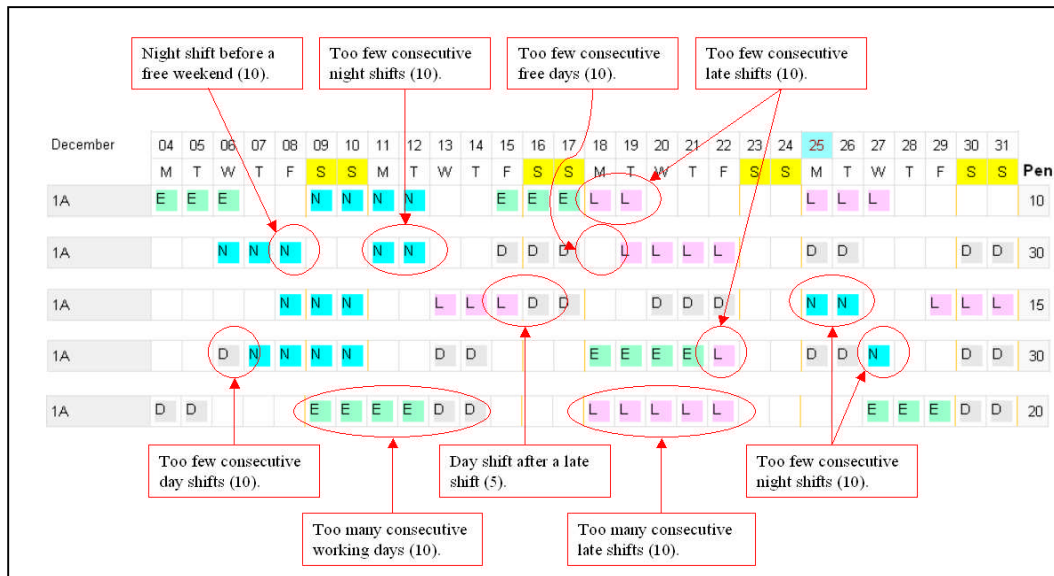 Night shift before a
free weekend (10).
Too few consecutive
night shifts (10).
Too few consecutive
free days (10).
Too few consecutive
late shifts (10).
December 04 05 06 07 08 09 10 11 12 13 14 15 16 17 18 19 20 21 22 23 24 25 26 27 28 29 30 31
M T W T F S S M T W T F S S M T W T F S S M T W T F S S Pen
1A E E E N N N N E E E L L L L L 10
1A N N N N N D D D L L L L D D D D 30
1A N N N L L L D D D D D N N L L L 15
1A D N N N N D D E E E E L D D N D D 30
1A D D E E E E D D L L L L L E E E D D 20
Too few consecutive
day shifts (10).
Day shift after a late
shift (5).
Too few consecutive
night shifts (10).
Too many consecutive
working days (10).
Too many consecutive
late shifts (10).